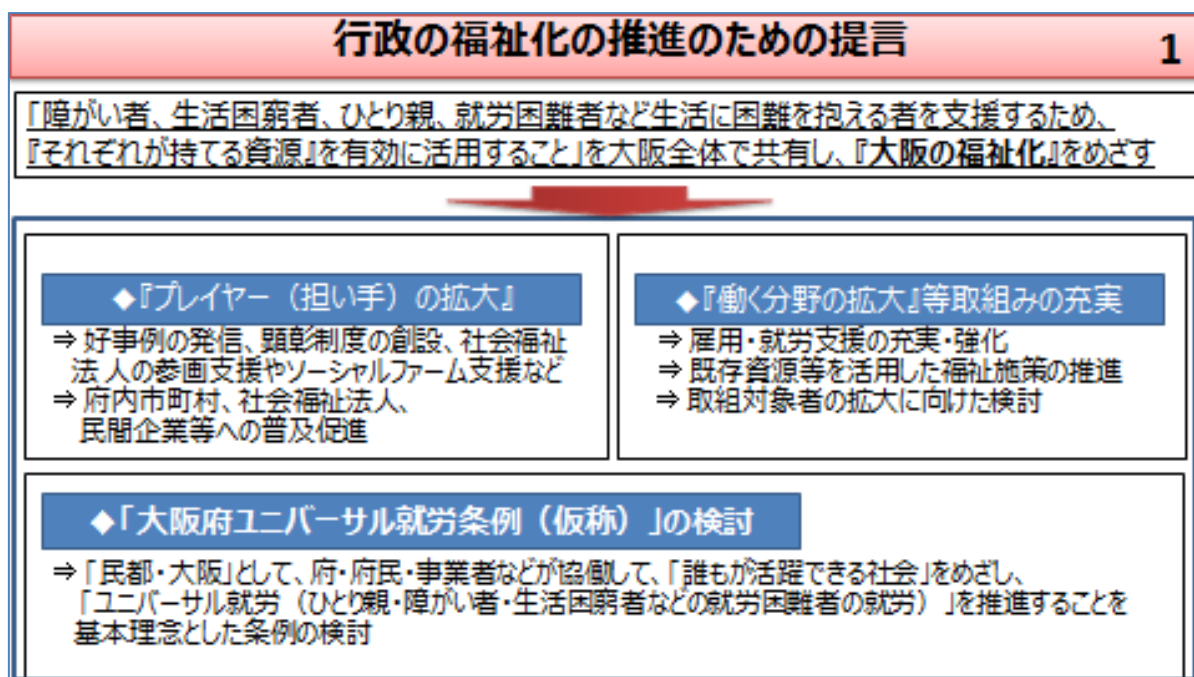 行政の福祉化の推進のための提言 1
「障がい者、生活困窮者、ひとり親、就労困難者など生活に困難を抱える者を支援するため、
『それぞれが持てる資源』を有効に活用すること」を大阪全体で共有し、『大阪の福祉化』をめざす
◆『プレイヤー（担い手）の拡大』
⇒ 好事例の発信、顕彰制度の創設、社会福祉
法 人の参画支援やソーシャルファーム支援など
⇒ 府内市町村、社会福祉法人、
民間企業等への普及促進
◆『働く分野の拡大』等取組みの充実
⇒ 雇用・就労支援の充実・強化
⇒ 既存資源等を活用した福祉施策の推進
⇒ 取組対象者の拡大に向けた検討
◆「大阪府ユニバーサル就労条例（仮称）」の検討
⇒ 「民都・大阪」として、府・府民・事業者などが協働して、「誰もが活躍できる社会」をめざし、
「ユニバーサル就労（ひとり親・障がい者・生活困窮者などの就労困難者の就労）」を推進することを
基本理念とした条例の検討